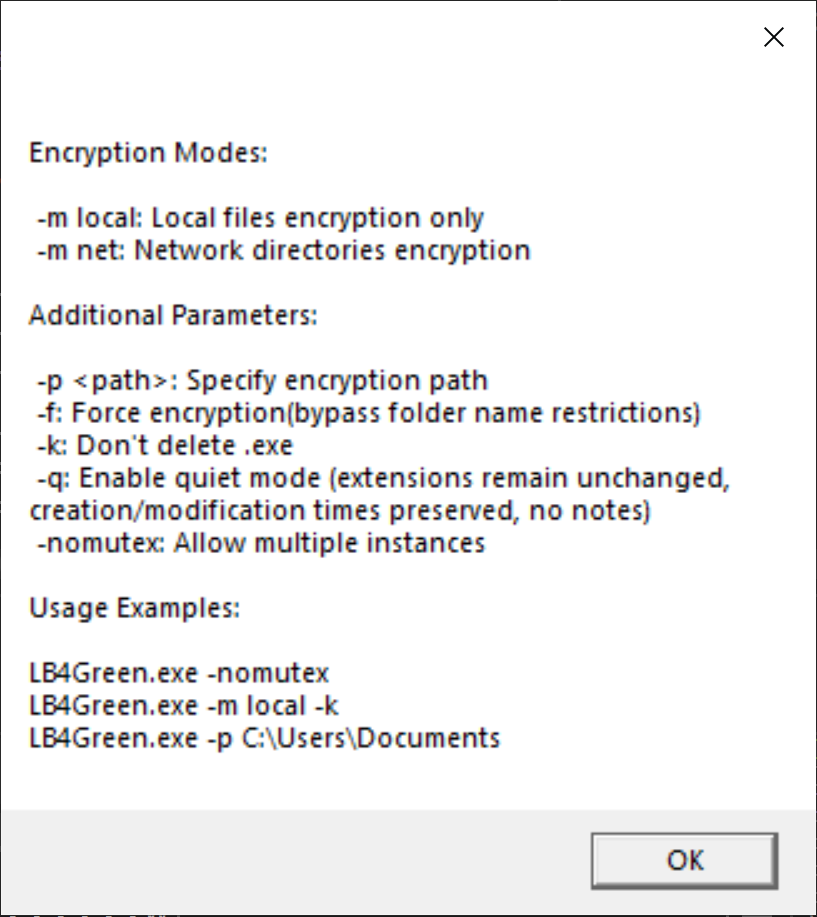 Encryption Modes:
-m local: Local files encryption only
-m net: Network directories encryption
Additional Parameters:
-p <path>: Specify encryption path
-f: Force encryption(bypass folder name restrictions)
-k: Don't delete .exe
-q: Enable quiet mode (extensions remain unchanged,
creation/modification times preserved, no notes)
-nomutex: Allow multiple instances
Usage Examples:
LB4Green.exe -nomutex
LB4Green.exe -m local -k
LB4Green.exe -p C:\Users\Documents
OK